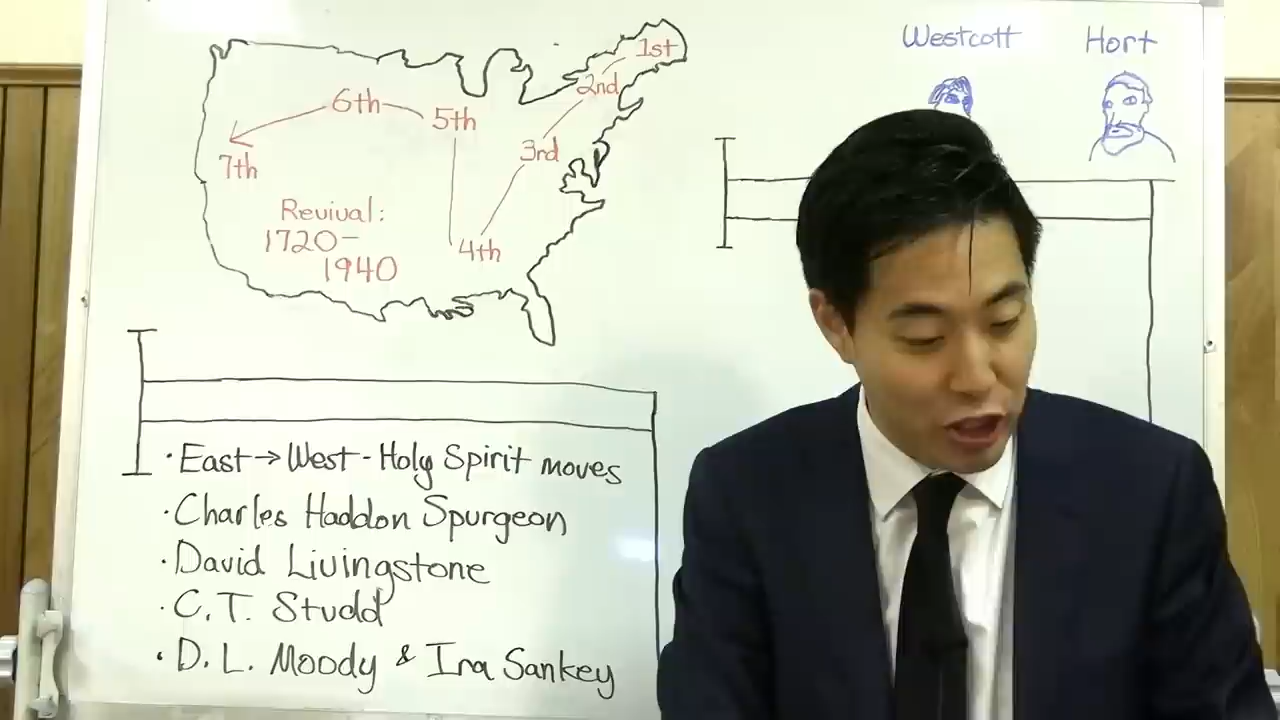 Westcott
Hort
1st
2nd
3rd
4th
5th
6th
7th
Revival:
1720-
1940
· East → West - Holy Spirit moves
· Charles Haddon Spurgeon
· David Livingstone
· C.T. Studd
· D.L. Moody & Ira Sankey